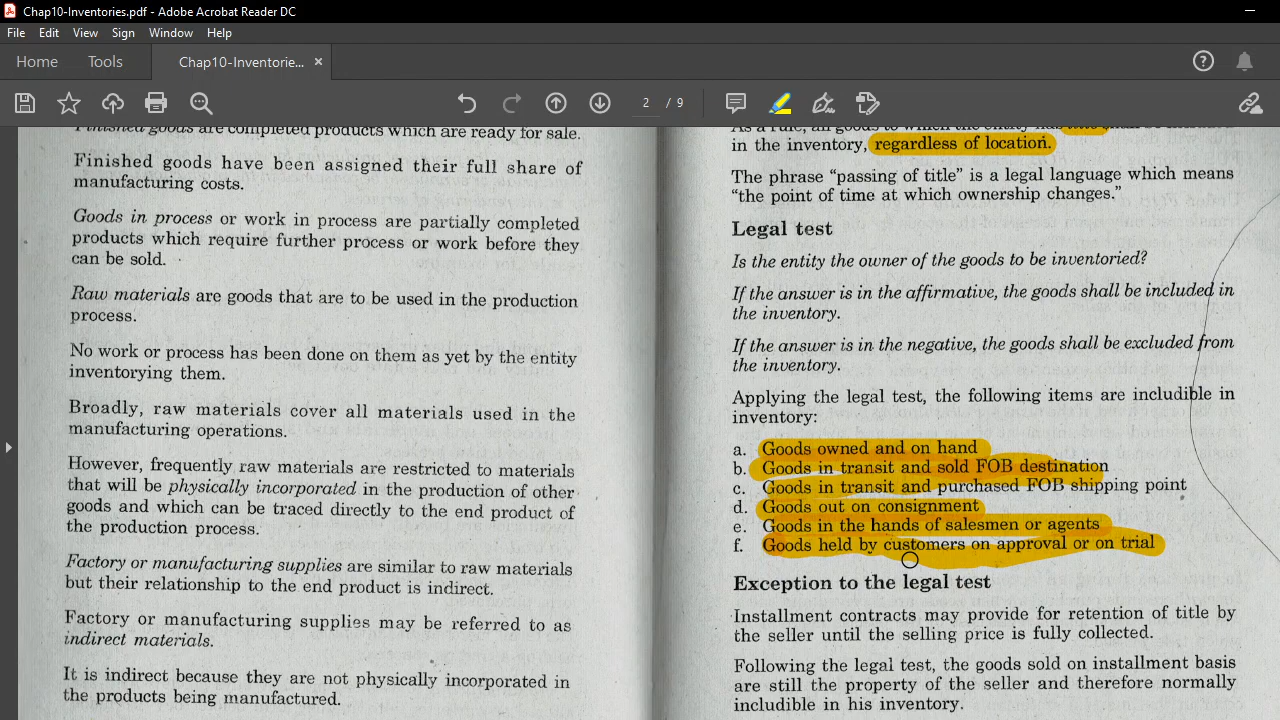 Chap10-Inventories.pdf - Adobe Acrobat Reader DC
File Edit View Sign Window Help
Home Tools Chap10-Inventorie... ×
2 / 9
Finished goods are completed products which are ready for sale.
Finished goods have been assigned their full share of
manufacturing costs.
Goods in process or work in process are partially completed
products which require further process or work before they
can be sold.
Raw materials are goods that are to be used in the production
process.
No work or process has been done on them as yet by the entity
inventorying them.
Broadly, raw materials cover all materials used in the
manufacturing operations.
However, frequently raw materials are restricted to materials
that will be physically incorporated in the production of other
goods and which can be traced directly to the end product of
the production process.
Factory or manufacturing supplies are similar to raw materials
but their relationship to the end product is indirect.
Factory or manufacturing supplies may be referred to as
indirect materials.
It is indirect because they are not physically incorporated in
the products being manufactured.
As a rule, all goods to which the entity has title shall be
in the inventory, regardless of location.
The phrase “passing of title” is a legal language which means
“the point of time at which ownership changes.”
Legal test
Is the entity the owner of the goods to be inventoried?
If the answer is in the affirmative, the goods shall be included in
the inventory.
If the answer is in the negative, the goods shall be excluded from
the inventory.
Applying the legal test, the following items are includible in
inventory:
a. Goods owned and on hand
b. Goods in transit and sold FOB destination
c. Goods in transit and purchased FOB shipping point
d. Goods out on consignment
e. Goods in the hands of salesmen or agents
f. Goods held by customers on approval or on trial
Exception to the legal test
Installment contracts may provide for retention of title by
the seller until the selling price is fully collected.
Following the legal test, the goods sold on installment basis
are still the property of the seller and therefore normally
includible in his inventory.